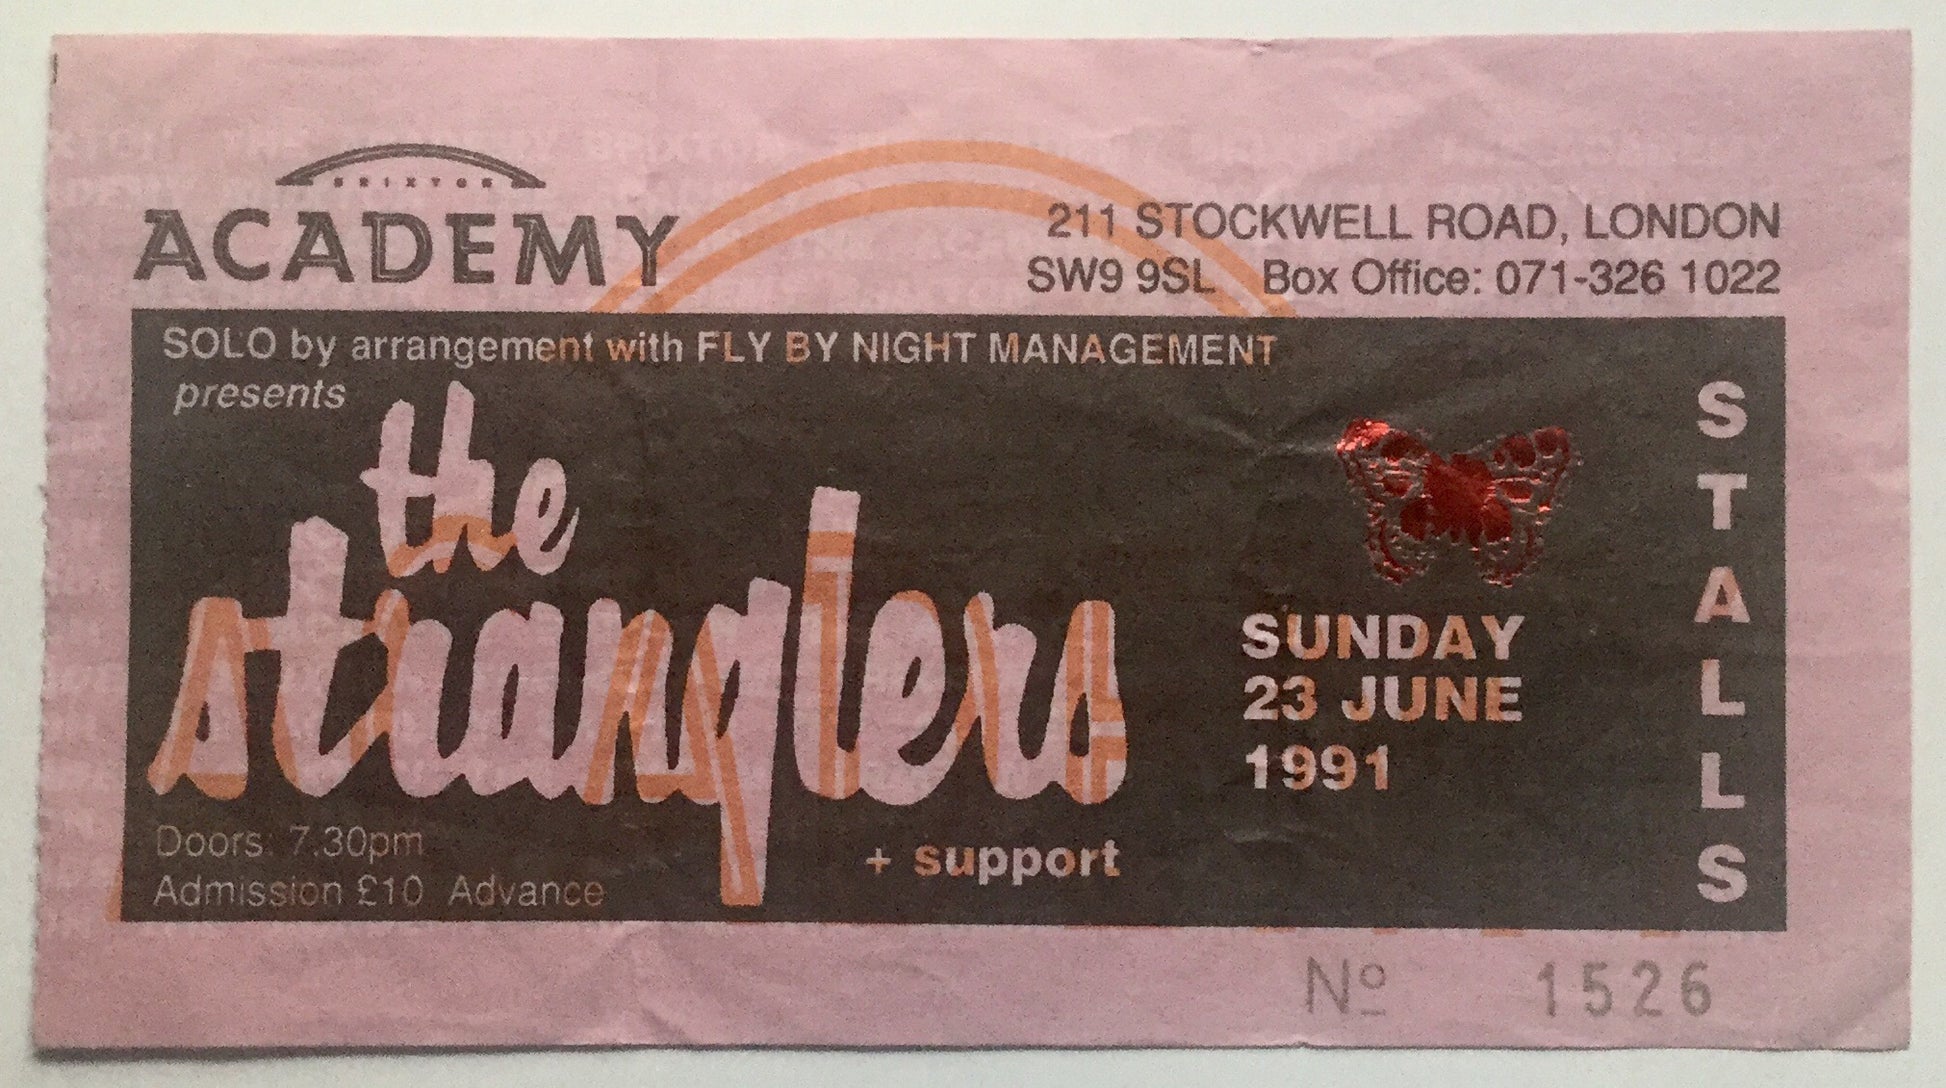 BRIXTON
ACADEMY
211 STOCKWELL ROAD, LONDON
SW9 9SL Box Office: 071-326 1022
SOLO by arrangement with FLY BY NIGHT MANAGEMENT
presents
the
stranglers
+ support
Doors: 7.30pm
Admission £10 Advance
SUNDAY
23 JUNE
1991
STALLS
Nº 1526